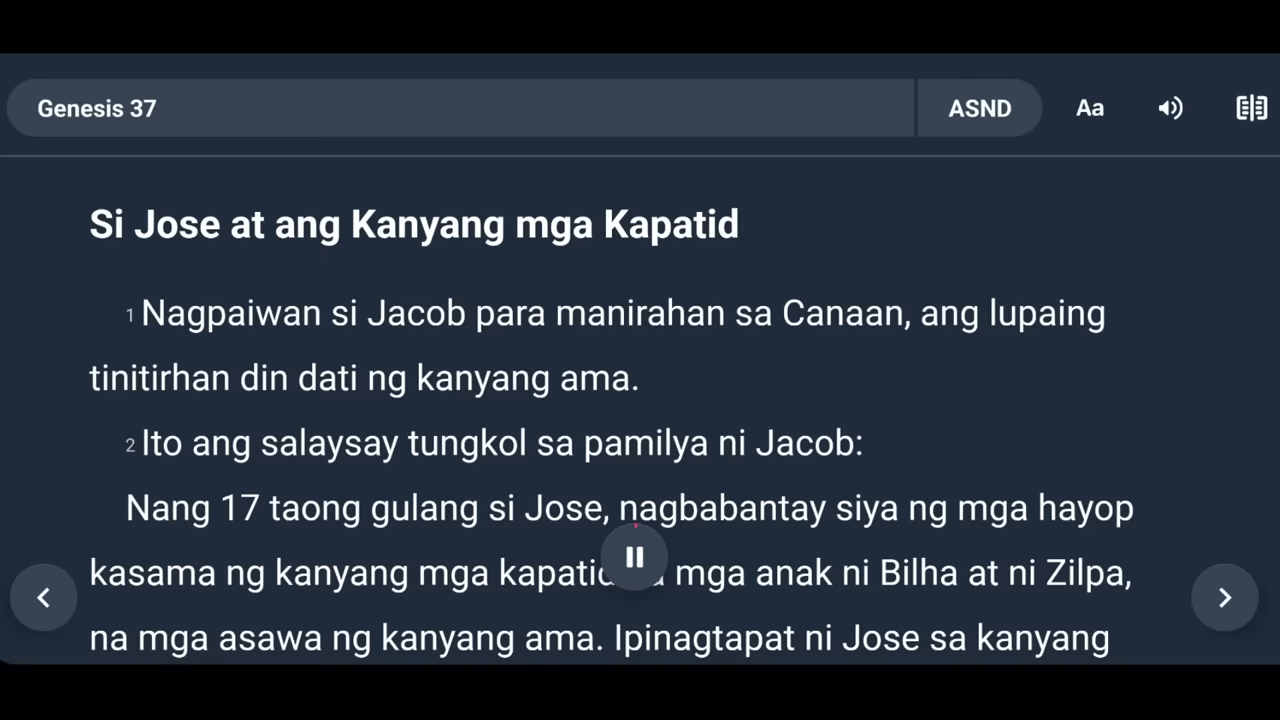 Genesis 37
ASND
Aa
Si Jose at ang Kanyang mga Kapatid
1 Nagpaiwan si Jacob para manirahan sa Canaan, ang lupaing
tinitirhan din dati ng kanyang ama.
2 Ito ang salaysay tungkol sa pamilya ni Jacob:
Nang 17 taong gulang si Jose, nagbabantay siya ng mga hayop
kasama ng kanyang mga mga anak ni Bilha at ni Zilpa,
na mga asawa ng kanyang ama. Ipinagtapat ni Jose sa kanyang